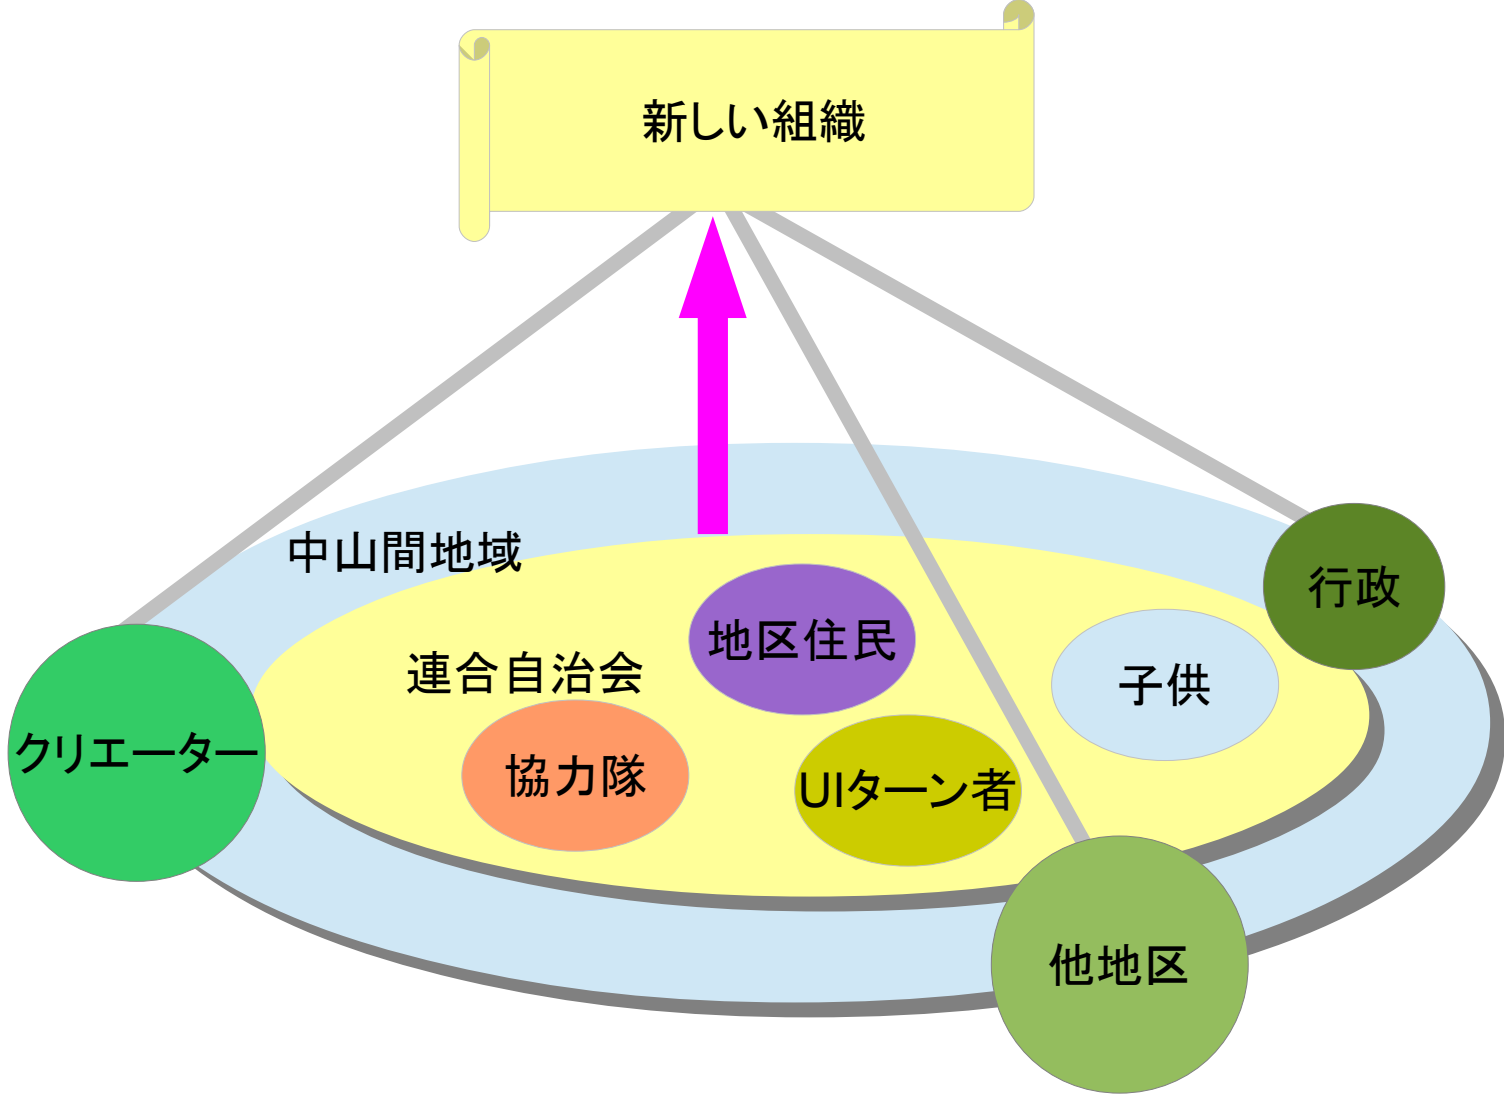 新しい組織
中山間地域
行政
地区住民
連合自治会
子供
クリエーター
協力隊
UIターン者
他地区